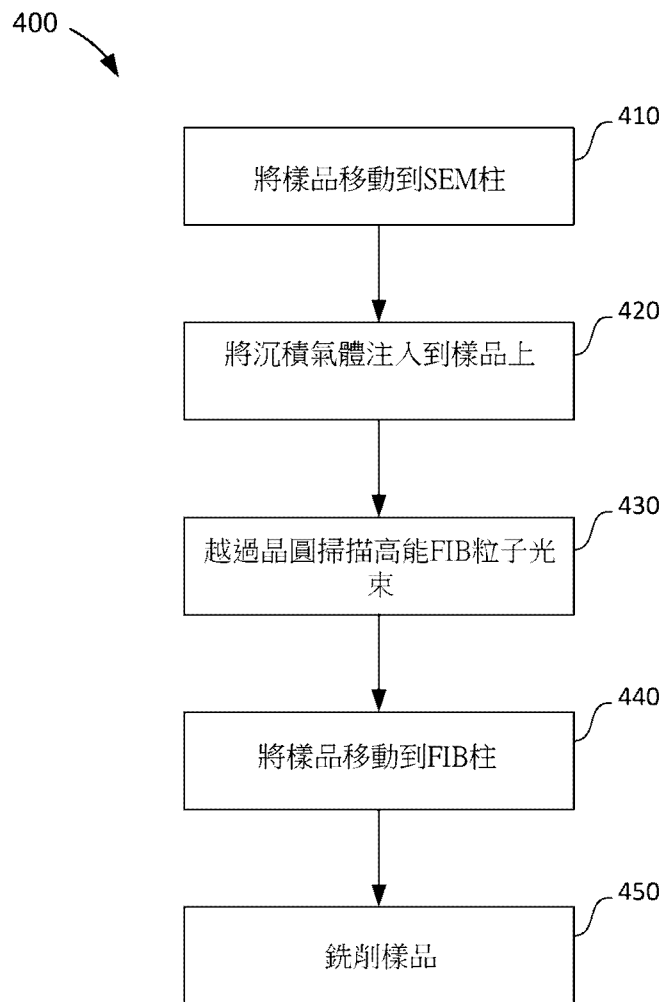 400
410
將樣品移動到SEM柱
420
將沉積氣體注入到樣品上
430
越過晶圓掃描高能FIB粒子光
束
440
將樣品移動到FIB柱
450
銑削樣品